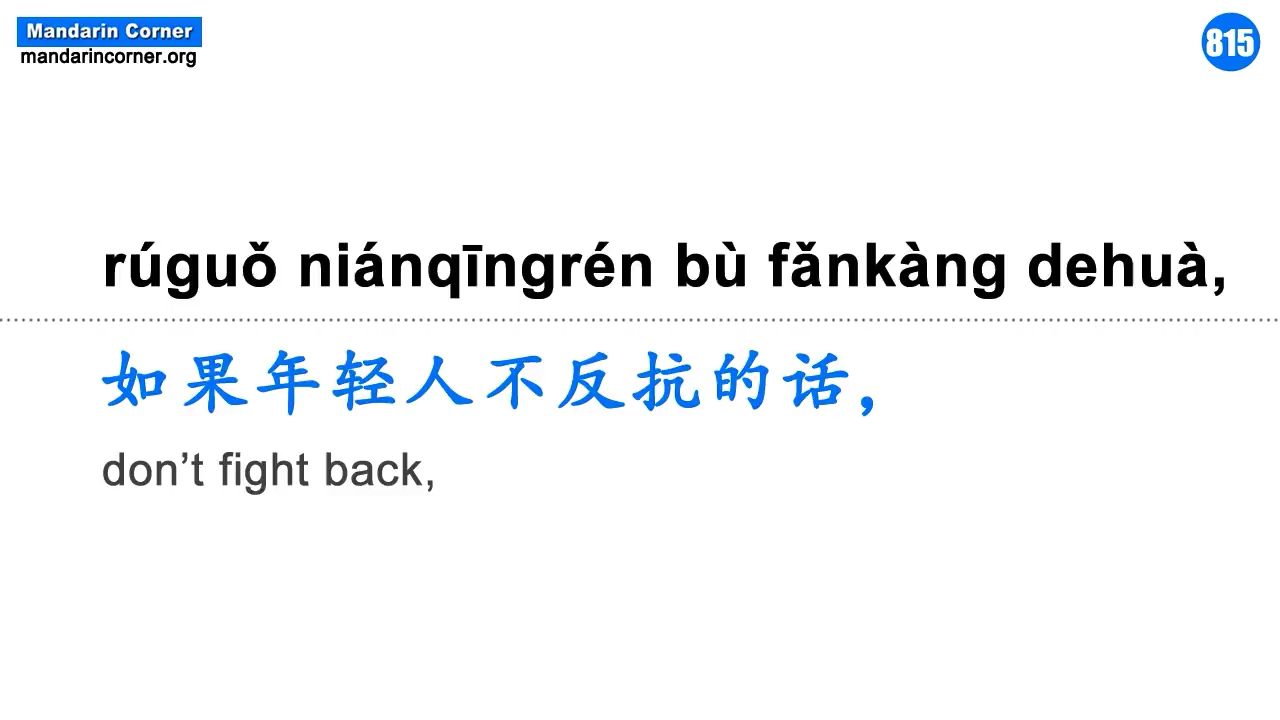 Mandarin Corner
mandarincorner.org
815
rúguǒ niánqīngrén bù fǎnkàng dehuà,
如果年轻人不反抗的话，
don’t fight back,